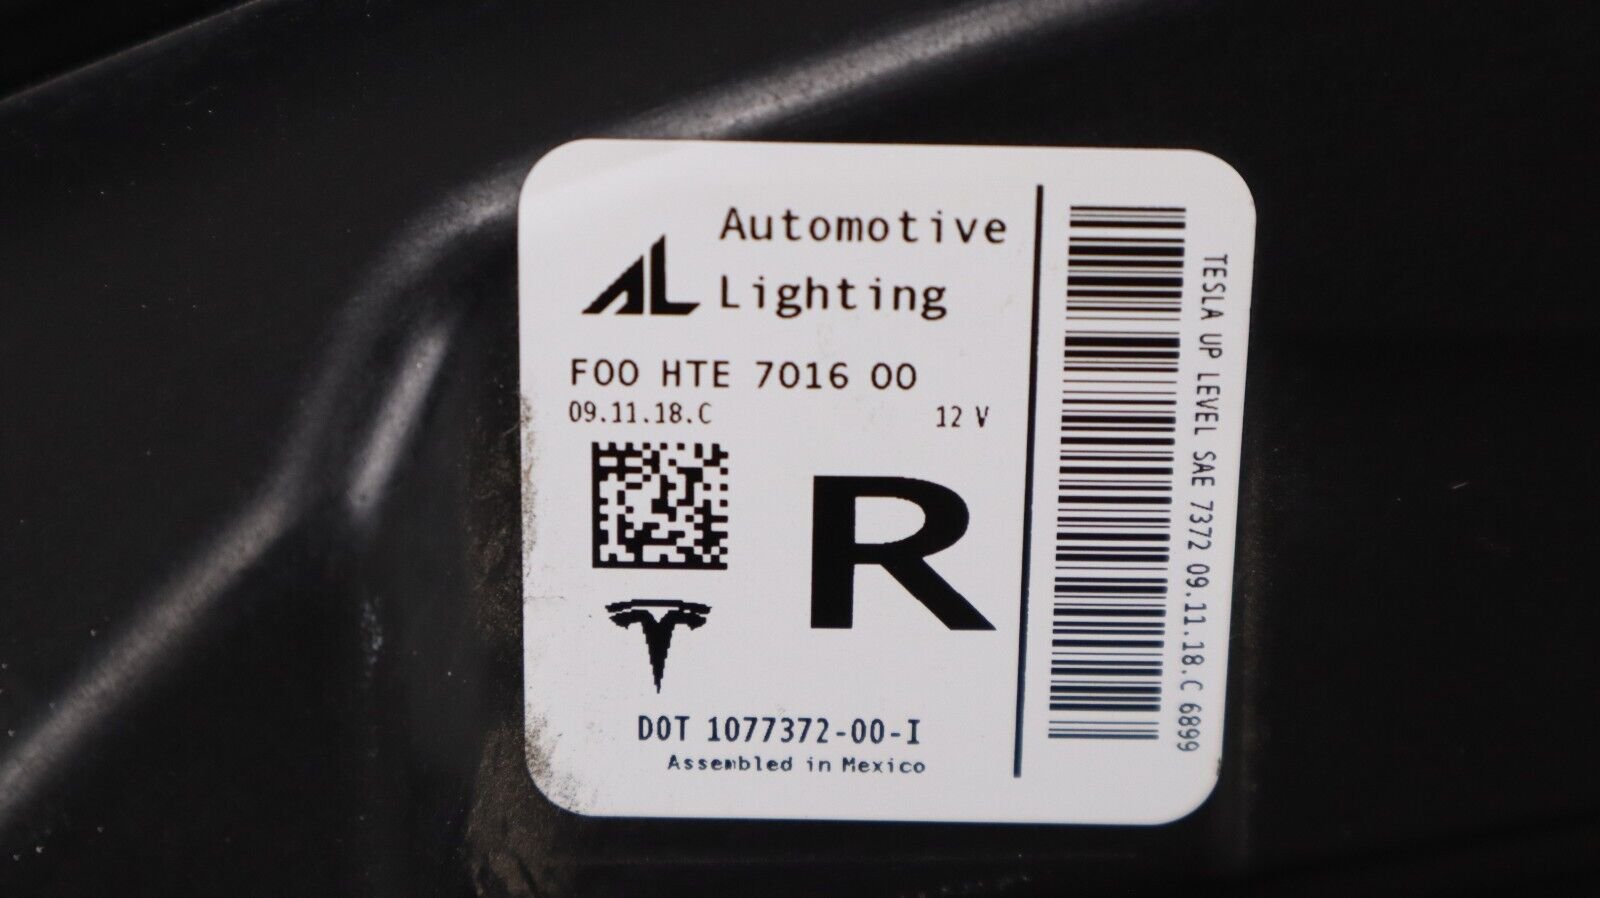 Automotive
AL Lighting
F00 HTE 7016 00
09.11.18.C 12 V
R
DOT 1077372-00-I
Assembled in Mexico
TESLA UP LEVEL SAE 7372 09.11.18.C 6899